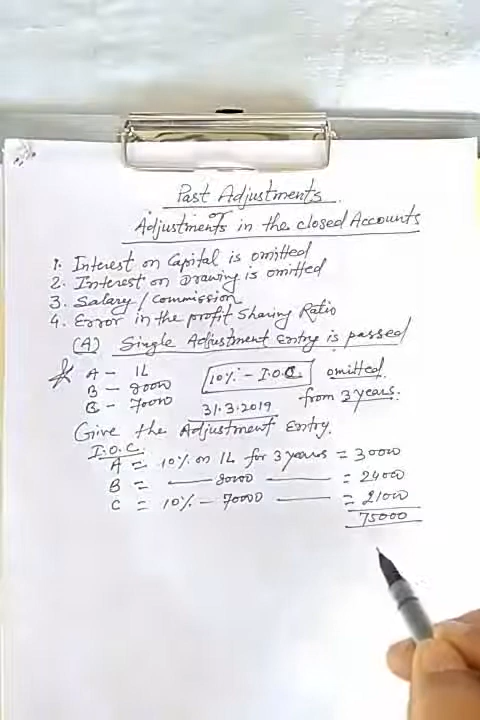 Past Adjustments
or
Adjustments in the closed Accounts
1. Interest on Capital is omitted
2. Interest on Drawing is omitted
3. Salary / Commission
4. Error in the profit Sharing Ratio
(A) Single Adjustment Entry is passed
A – 1L
B – 80000
C – 70000
10% – I.O.C. omitted
31.3.2019 from 3 years.
Give the Adjustment Entry.
I.O.C.
A = 10% on 1L for 3 years = 30000
B = — 80000 — = 24000
C = 10% – 70000 — = 21000
75000